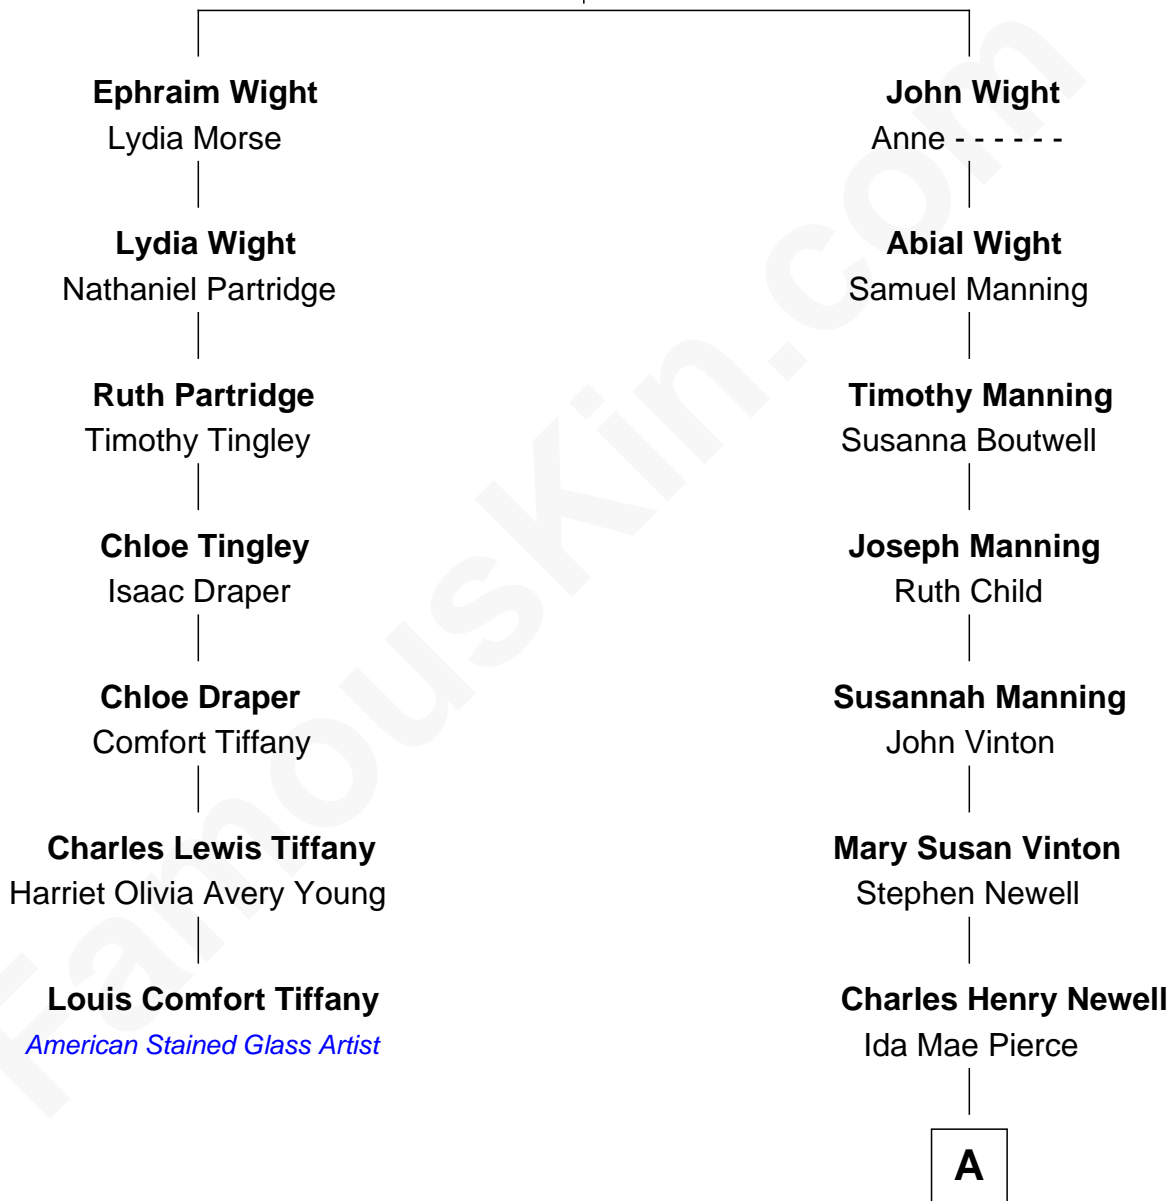 Ephraim Wight
Lydia Morse
Lydia Wight
Nathaniel Partridge
Ruth Partridge
Timothy Tingley
Chloe Tingley
Isaac Draper
Chloe Draper
Comfort Tiffany
Charles Lewis Tiffany
Harriet Olivia Avery Young
Louis Comfort Tiffany
American Stained Glass Artist
John Wight
Anne - - - - - -
Abial Wight
Samuel Manning
Timothy Manning
Susanna Boutwell
Joseph Manning
Ruth Child
Susannah Manning
John Vinton
Mary Susan Vinton
Stephen Newell
Charles Henry Newell
Ida Mae Pierce
A
FamousKin.com